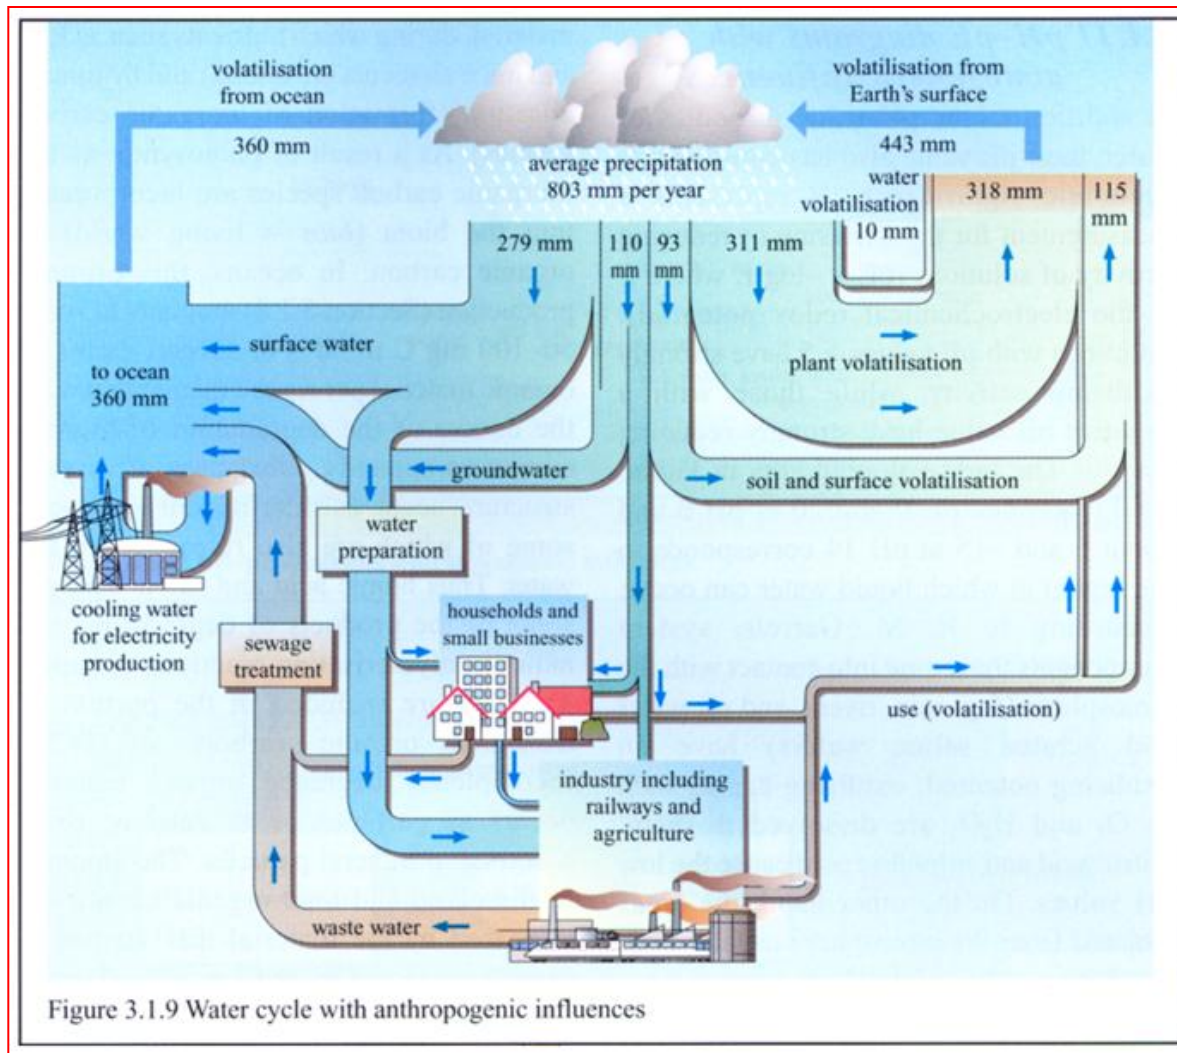 volatilisation
from ocean
360 mm
volatilisation from
Earth's surface
443 mm
average precipitation
803 mm per year
water
volatilisation
10 mm
318 mm
115
mm
279 mm
110
mm
93
mm
311 mm
surface water
to ocean
360 mm
plant volatilisation
groundwater
soil and surface volatilisation
water
preparation
cooling water
for electricity
production
sewage
treatment
households and
small businesses
use (volatilisation)
industry including
railways and
agriculture
waste water
Figure 3.1.9 Water cycle with anthropogenic influences